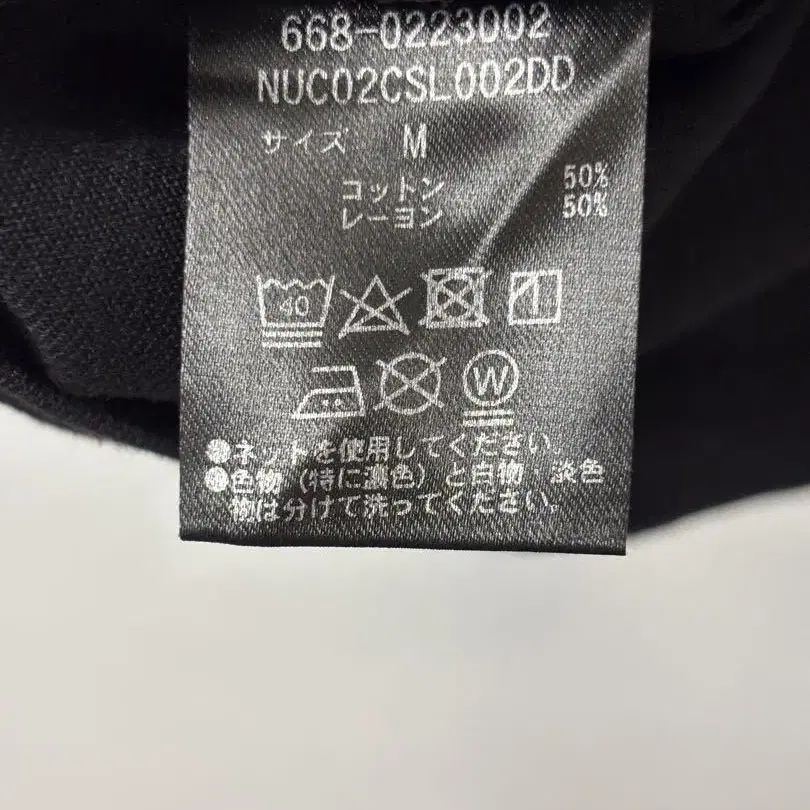 668-0223002
NUC02CSL002DD
サイズ M
コットン 50%
レーヨン 50%
40
W
●ネットを使用してください。
●色物（特に濃色）と白物 淡色
物は分けて洗ってください。